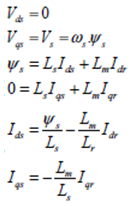 V_ds = 0
V_qs = V_s = ω_s ψ_s
ψ_s = L_s I_ds + L_m I_dr
0 = L_s I_qs + L_m I_qr
I_ds = ψ_s / L_s - L_m / L_r I_dr
I_qs = - L_m / L_s I_qr